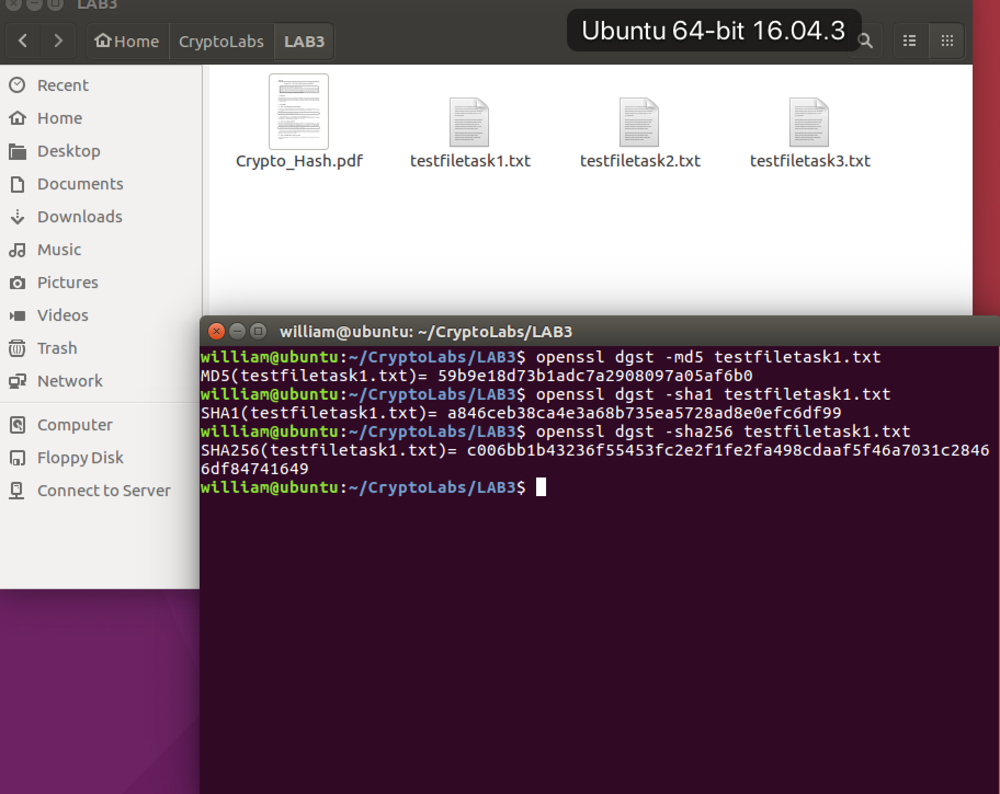 LAB3
Ubuntu 64-bit 16.04.3
Home CryptoLabs LAB3
Recent
Home
Desktop
Documents
Downloads
Music
Pictures
Videos
Trash
Network
Computer
Floppy Disk
Connect to Server
Crypto_Hash.pdf testfiletask1.txt testfiletask2.txt testfiletask3.txt
william@ubuntu: ~/CryptoLabs/LAB3
william@ubuntu:~/CryptoLabs/LAB3$ openssl dgst -md5 testfiletask1.txt
MD5(testfiletask1.txt)= 59b9e18d73b1adc7a2908097a05af6b0
william@ubuntu:~/CryptoLabs/LAB3$ openssl dgst -sha1 testfiletask1.txt
SHA1(testfiletask1.txt)= a846ceb38ca4e3a68b735ea5728ad8e0efc6df99
william@ubuntu:~/CryptoLabs/LAB3$ openssl dgst -sha256 testfiletask1.txt
SHA256(testfiletask1.txt)= c006bb1b43236f55453fc2e2f1fe2fa498cdaaf5f46a7031c2846
6df84741649
william@ubuntu:~/CryptoLabs/LAB3$